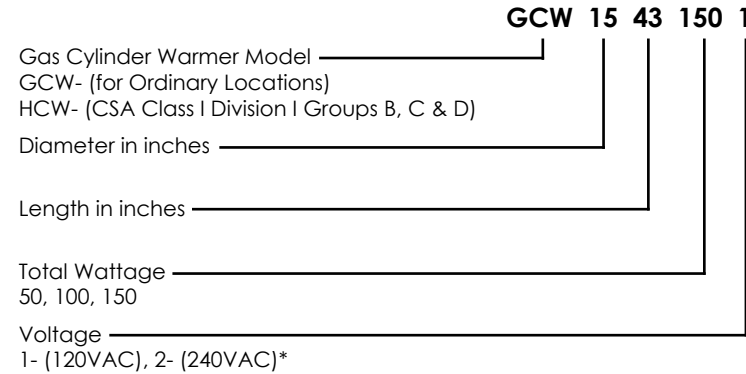 GCW 15 43 150 1
Gas Cylinder Warmer Model
GCW- (for Ordinary Locations)
HCW- (CSA Class I Division I Groups B, C & D)
Diameter in inches
Length in inches
Total Wattage
50, 100, 150
Voltage
1- (120VAC), 2- (240VAC)*